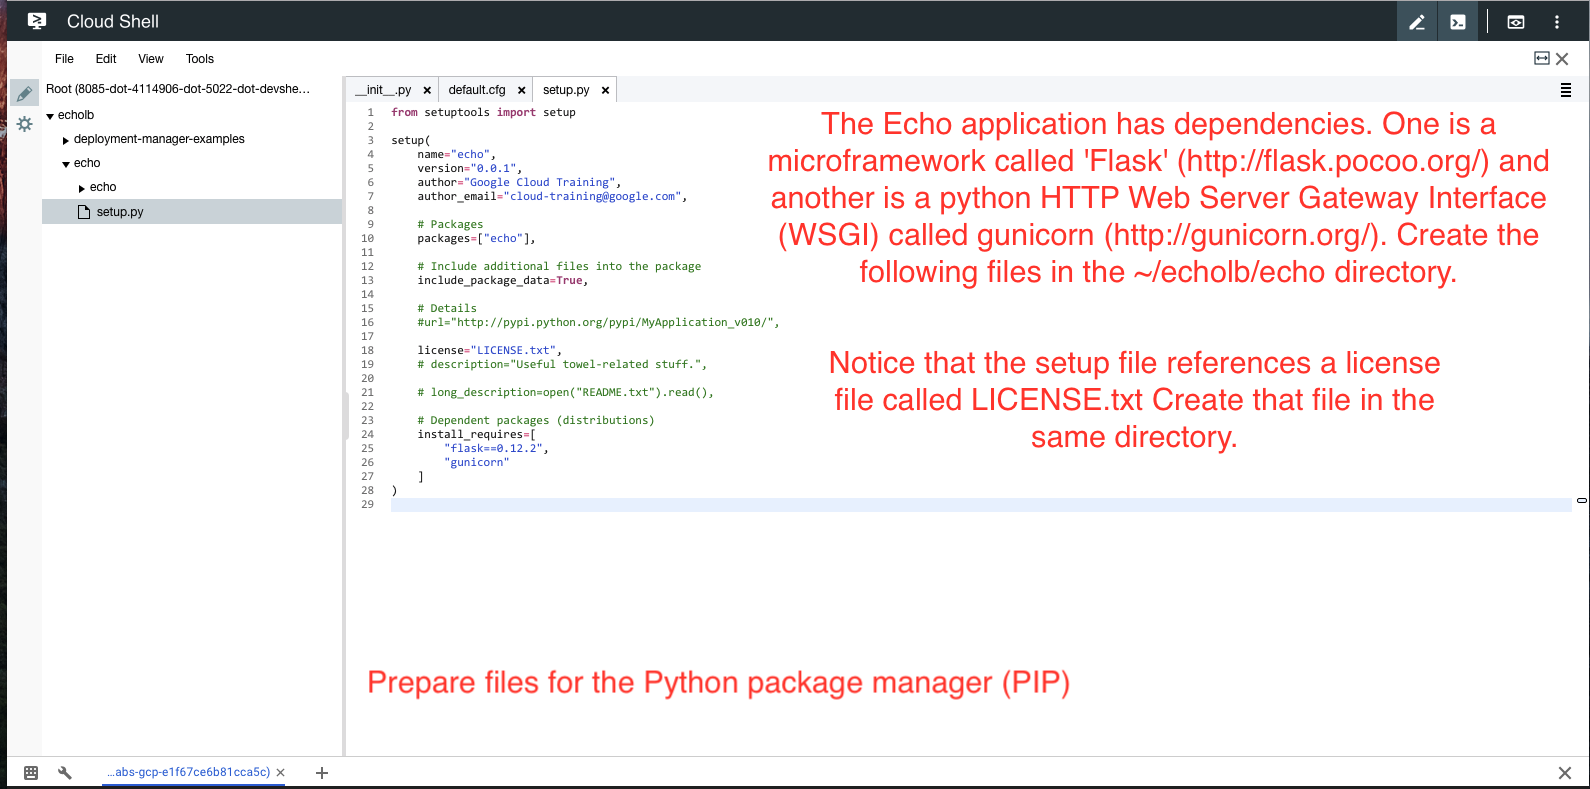 Cloud Shell
File Edit View Tools
Root (8085-dot-4114906-dot-5022-dot-devshe...
echolb
deployment-manager-examples
echo
echo
setup.py
__init__.py × default.cfg × setup.py ×
1 from setuptools import setup
2
3 setup(
4 name="echo",
5 version="0.0.1",
6 author="Google Cloud Training",
7 author_email="cloud-training@google.com",
8
9 # Packages
10 packages=["echo"],
11
12 # Include additional files into the package
13 include_package_data=True,
14
15 # Details
16 #url="http://pypi.python.org/pypi/MyApplication_v010/",
17
18 license="LICENSE.txt",
19 # description="Useful towel-related stuff.",
20
21 # long_description=open("README.txt").read(),
22
23 # Dependent packages (distributions)
24 install_requires=[
25 "flask==0.12.2",
26 "gunicorn"
27 ]
28 )
29
The Echo application has dependencies. One is a
microframework called 'Flask' (http://flask.pocoo.org/) and
another is a python HTTP Web Server Gateway Interface
(WSGI) called gunicorn (http://gunicorn.org/). Create the
following files in the ~/echolb/echo directory.
Notice that the setup file references a license
file called LICENSE.txt Create that file in the
same directory.
Prepare files for the Python package manager (PIP)
...abs-gcp-e1f67ce6b81cca5c) ×